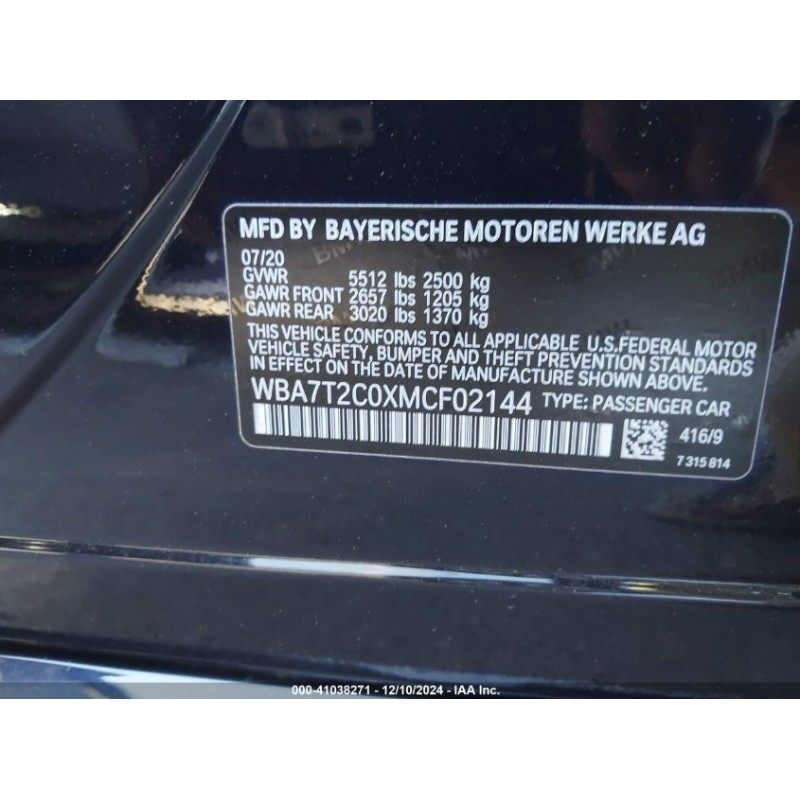 MFD BY BAYERISCHE MOTOREN WERKE AG
07/20
GVWR 5512 lbs 2500 kg
GAWR FRONT 2657 lbs 1205 kg
GAWR REAR 3020 lbs 1370 kg
THIS VEHICLE CONFORMS TO ALL APPLICABLE U.S.FEDERAL MOTOR
VEHICLE SAFETY, BUMPER AND THEFT PREVENTION STANDARDS
IN EFFECT ON THE DATE OF MANUFACTURE SHOWN ABOVE.
WBA7T2C0XMCF02144 TYPE: PASSENGER CAR
416/9
7 315 814
000-41038271 - 12/10/2024 - IAA Inc.